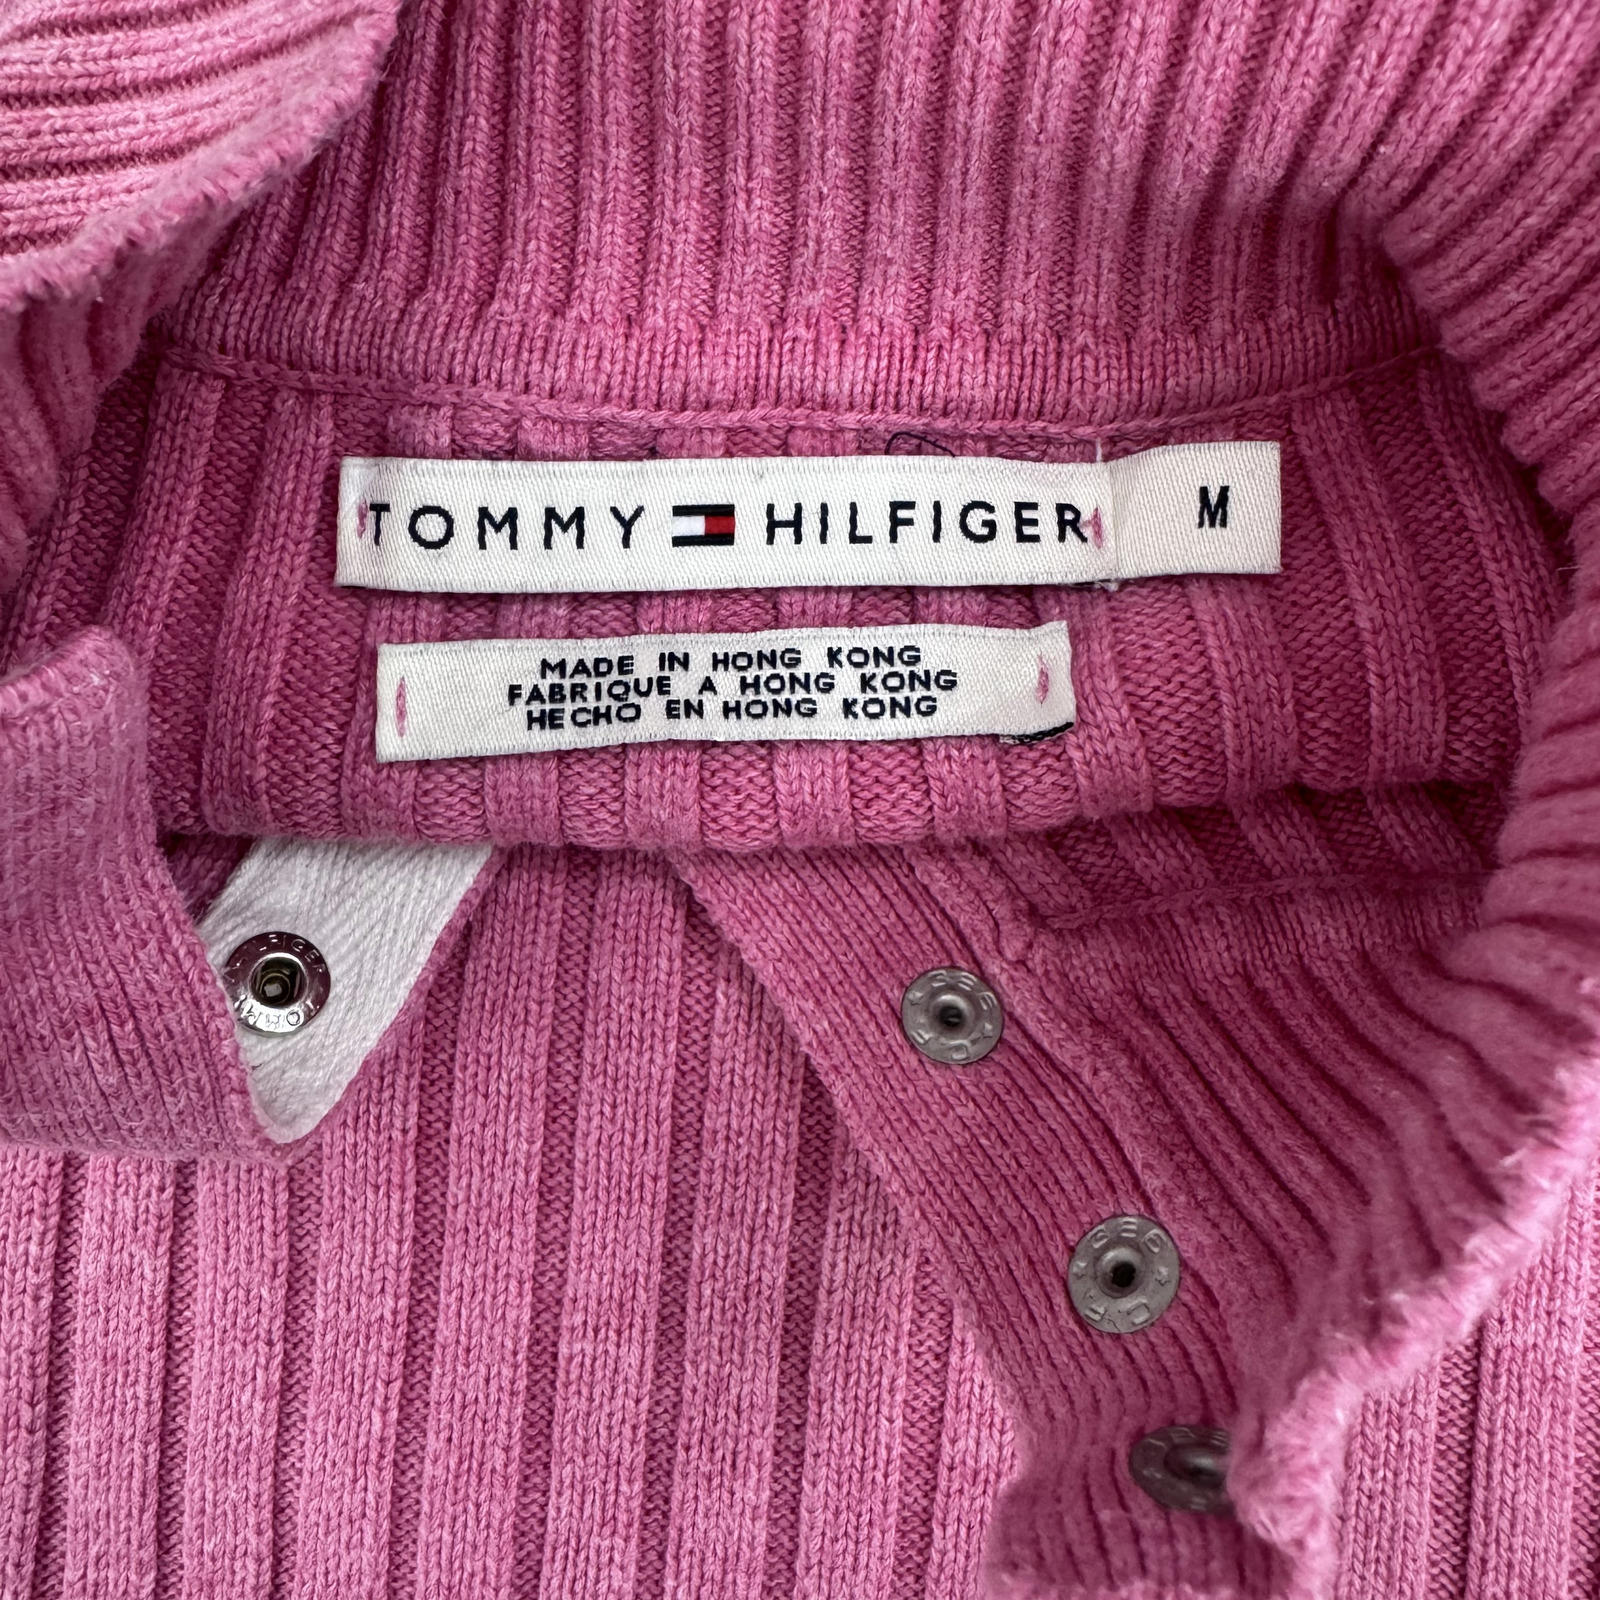 TOMMY HILFIGER
M
MADE IN HONG KONG
FABRIQUE A HONG KONG
HECHO EN HONG KONG